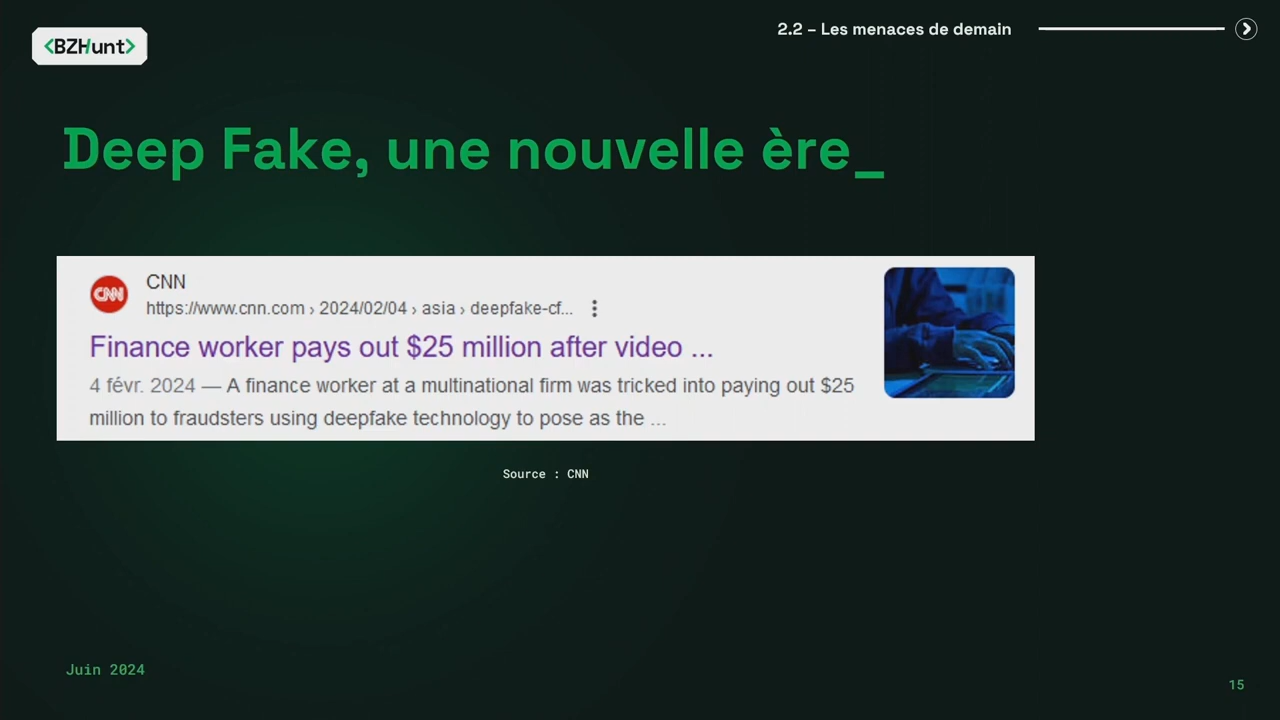 <BZHunt>
2.2 – Les menaces de demain
Deep Fake, une nouvelle ère_
CNN
CNN
https://www.cnn.com › 2024/02/04 › asia › deepfake-cf...
Finance worker pays out $25 million after video ...
4 févr. 2024 — A finance worker at a multinational firm was tricked into paying out $25
million to fraudsters using deepfake technology to pose as the ...
Source : CNN
Juin 2024
15